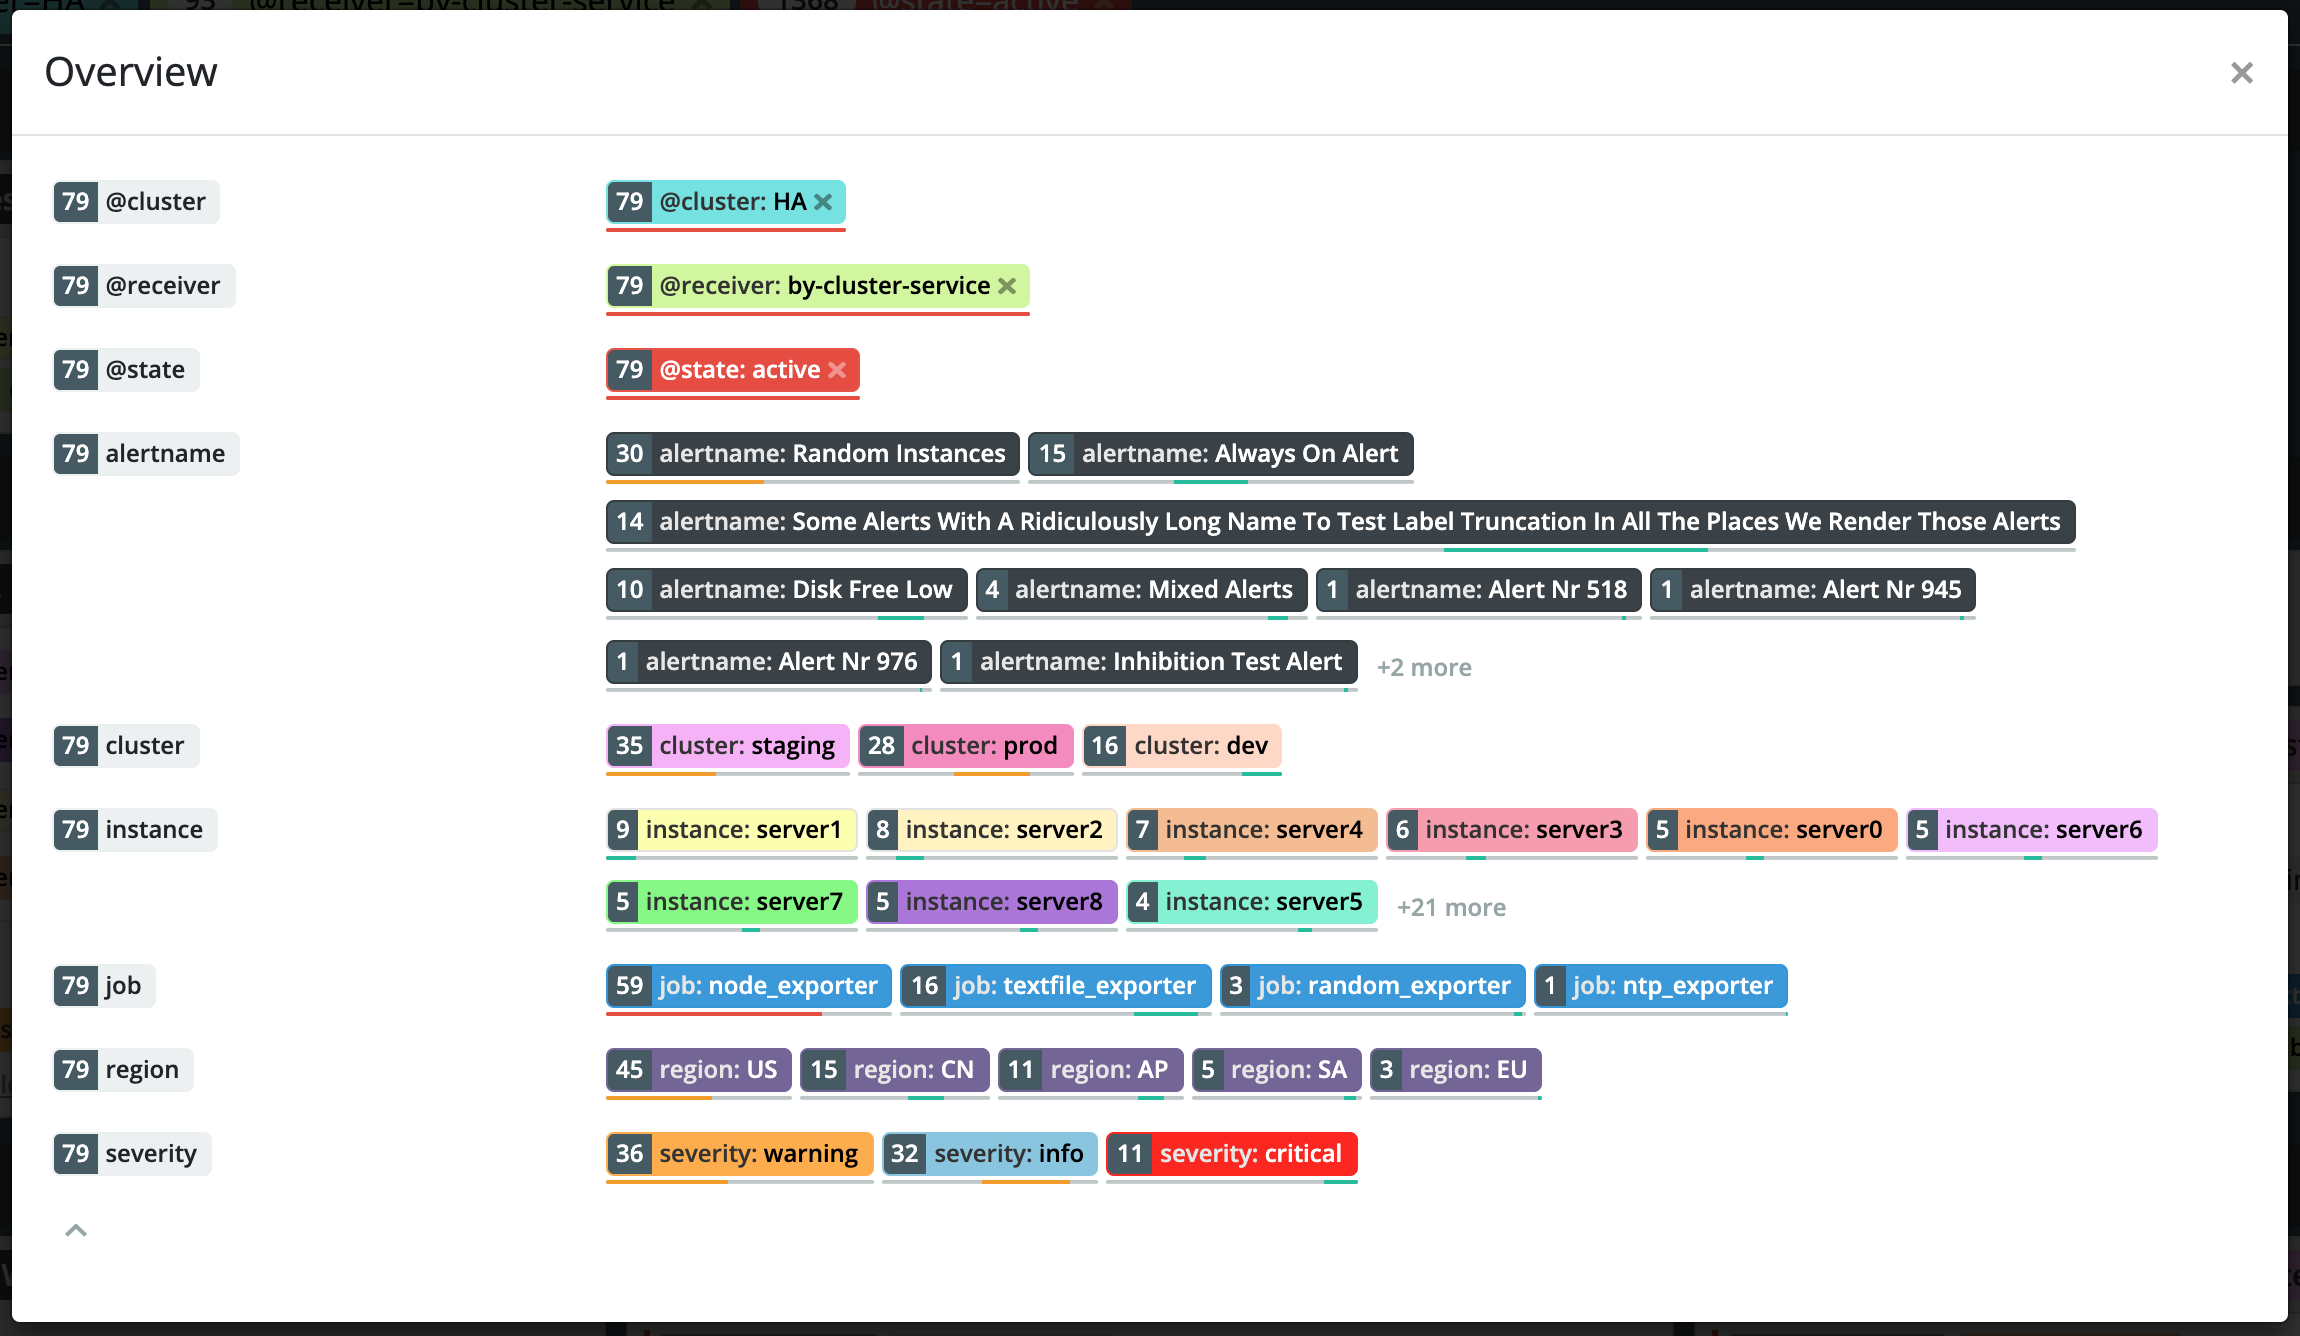 Overview
79 @cluster
79 @cluster: HA
79 @receiver
79 @receiver: by-cluster-service
79 @state
79 @state: active
79 alertname
30 alertname: Random Instances 15 alertname: Always On Alert
14 alertname: Some Alerts With A Ridiculously Long Name To Test Label Truncation In All The Places We Render Those Alerts
10 alertname: Disk Free Low 4 alertname: Mixed Alerts 1 alertname: Alert Nr 518 1 alertname: Alert Nr 945
1 alertname: Alert Nr 976 1 alertname: Inhibition Test Alert +2 more
79 cluster
35 cluster: staging 28 cluster: prod 16 cluster: dev
79 instance
9 instance: server1 8 instance: server2 7 instance: server4 6 instance: server3 5 instance: server0 5 instance: server6
5 instance: server7 5 instance: server8 4 instance: server5 +21 more
79 job
59 job: node_exporter 16 job: textfile_exporter 3 job: random_exporter 1 job: ntp_exporter
79 region
45 region: US 15 region: CN 11 region: AP 5 region: SA 3 region: EU
79 severity
36 severity: warning 32 severity: info 11 severity: critical